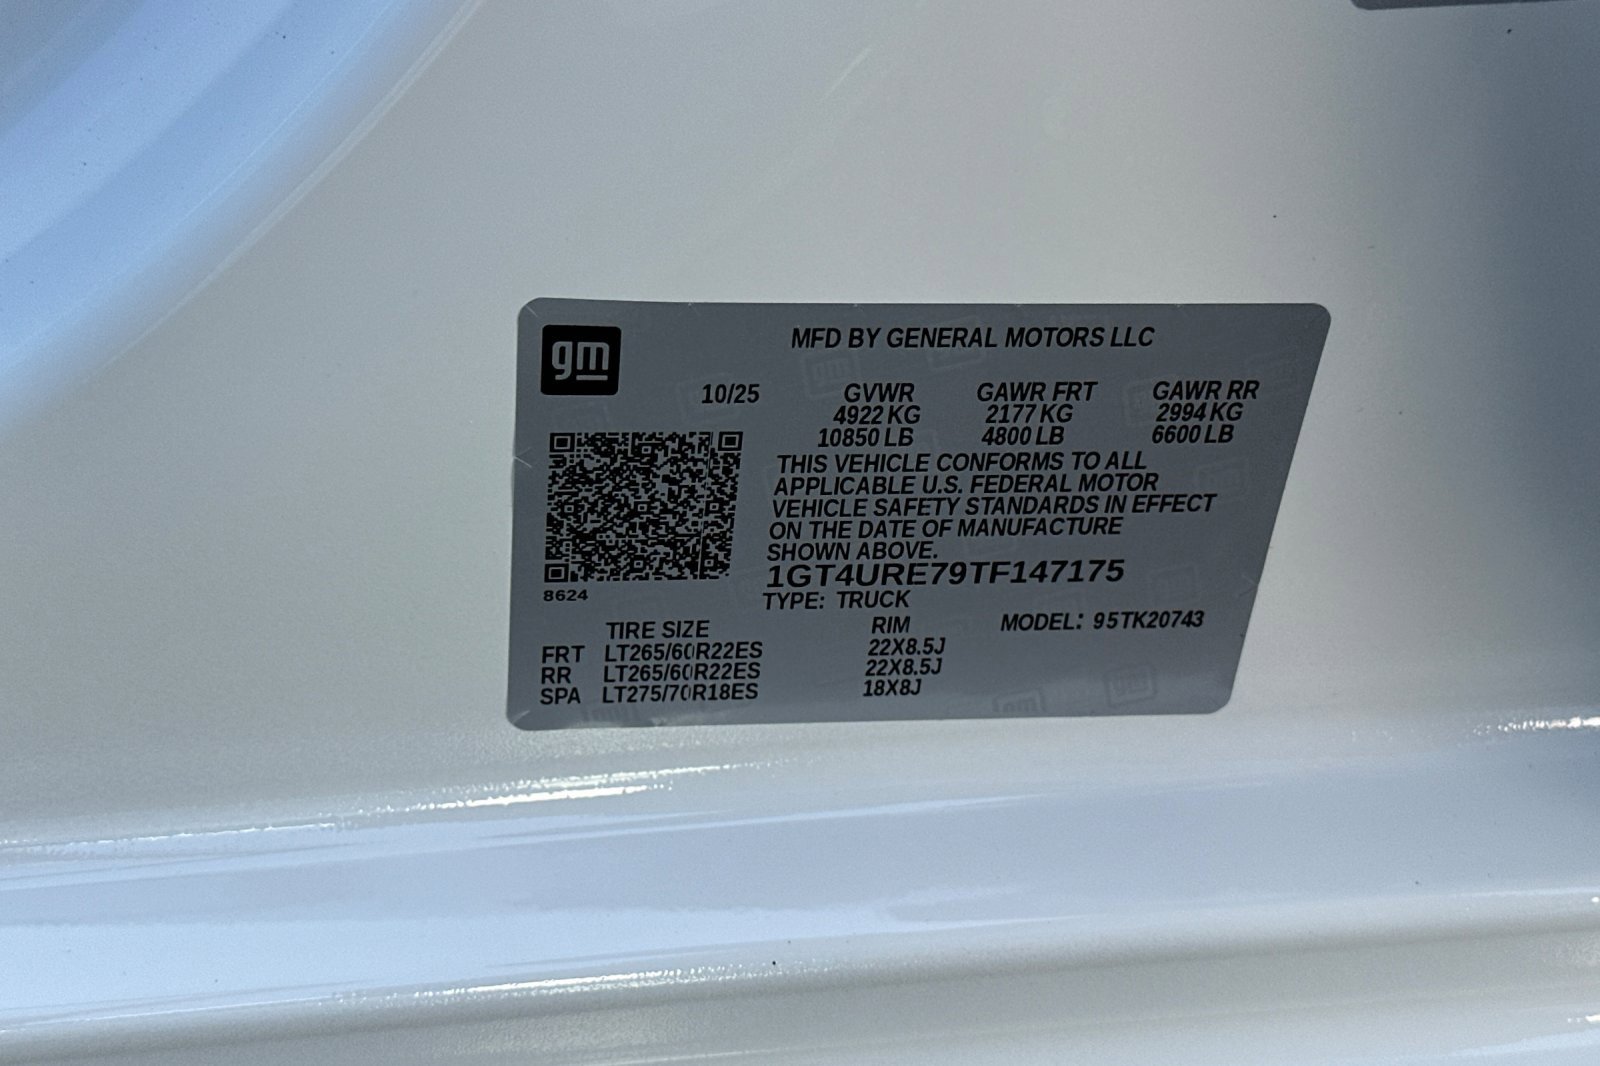 gm
MFD BY GENERAL MOTORS LLC
10/25 GVWR GAWR FRT GAWR RR
4922 KG 2177 KG 2994 KG
10850 LB 4800 LB 6600 LB
THIS VEHICLE CONFORMS TO ALL
APPLICABLE U.S. FEDERAL MOTOR
VEHICLE SAFETY STANDARDS IN EFFECT
ON THE DATE OF MANUFACTURE
SHOWN ABOVE.
1GT4URE79TF147175
8624
TYPE: TRUCK
TIRE SIZE RIM MODEL: 95TK20743
FRT LT265/60R22ES 22X8.5J
RR LT265/60R22ES 22X8.5J
SPA LT275/70R18ES 18X8J